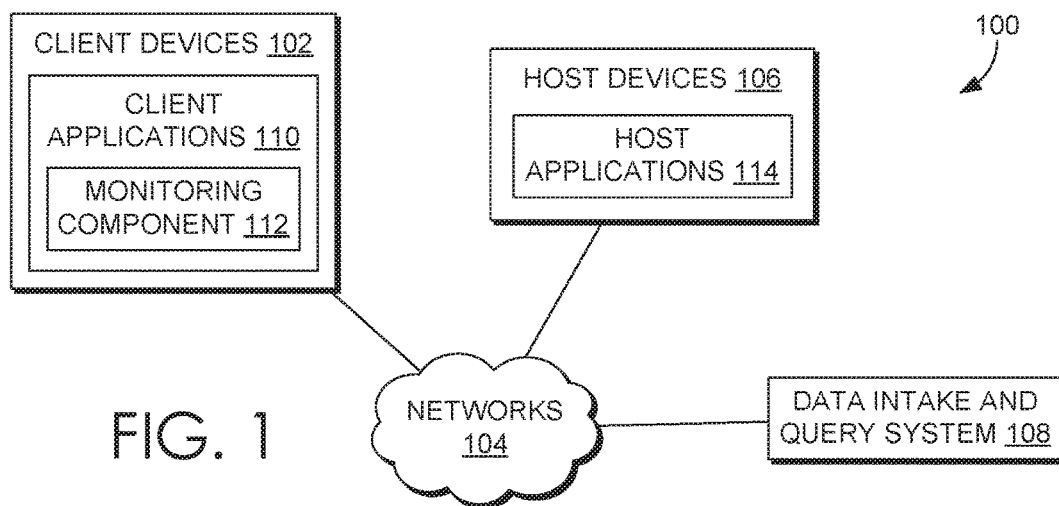 CLIENT DEVICES 102
CLIENT
APPLICATIONS 110
MONITORING
COMPONENT 112
HOST DEVICES 106
HOST
APPLICATIONS 114
100
NETWORKS
104
DATA INTAKE AND
QUERY SYSTEM 108
FIG. 1